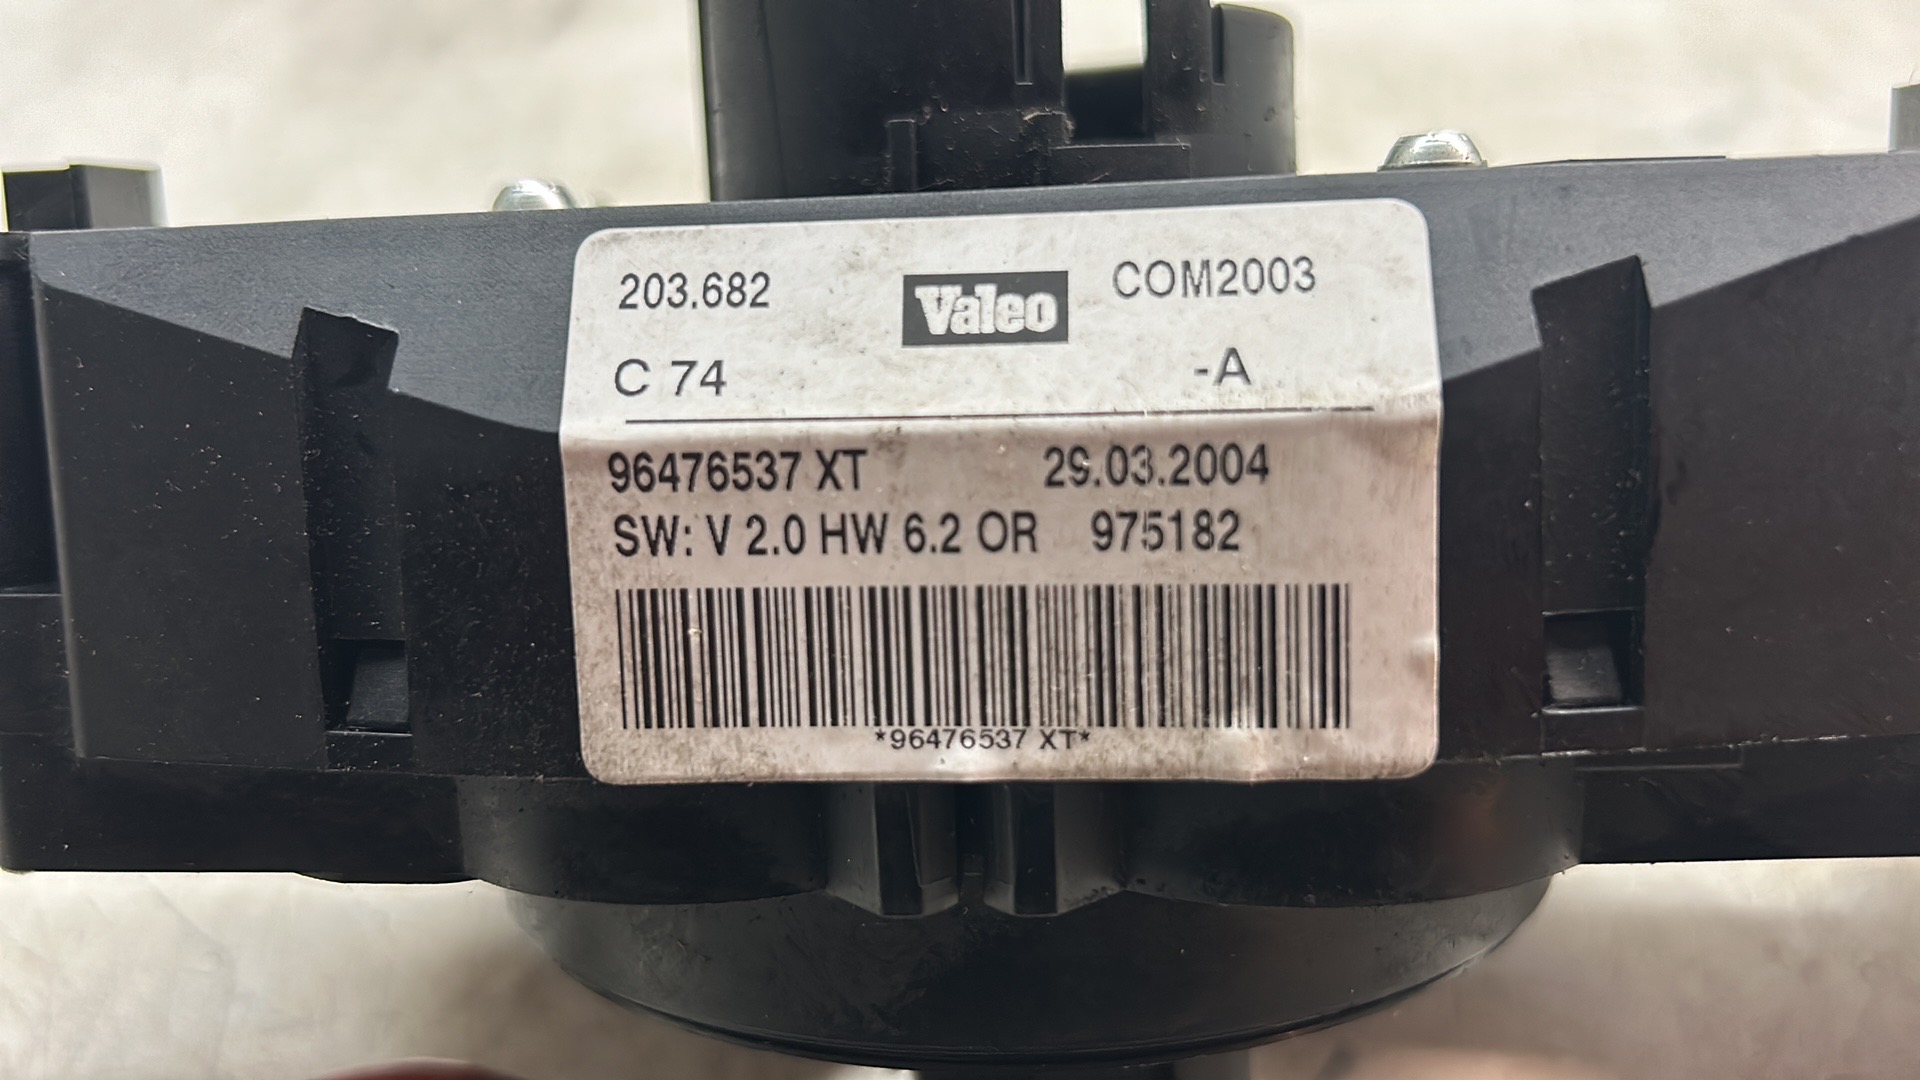 203.682 Valeo COM2003
C 74 -A
96476537 XT 29.03.2004
SW: V 2.0 HW 6.2 OR 975182
*96476537 XT*